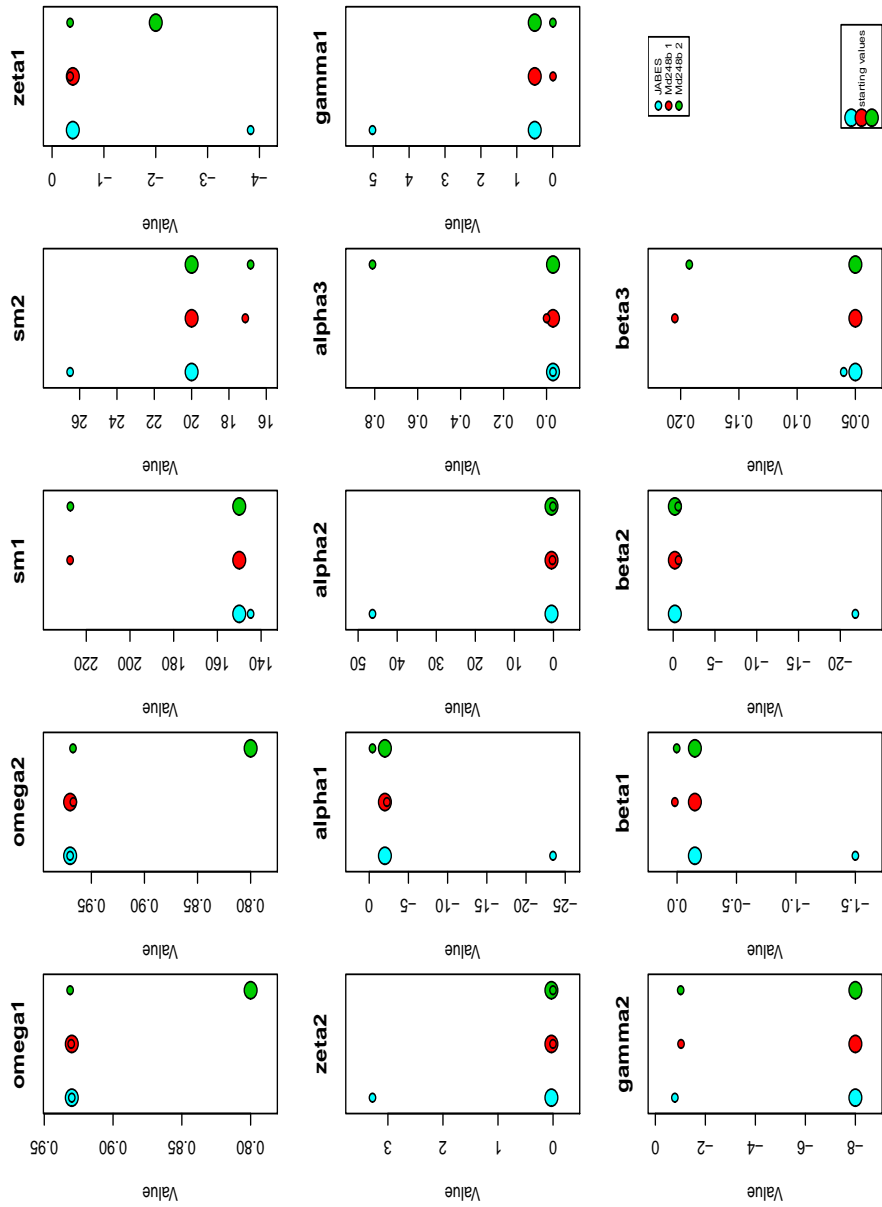 zeta1
0
−1
−2
−3
−4
Value
gamma1
5
4
3
2
1
0
Value
JABES
Md248b 1
Md248b 2
starting values
sm2
26
24
22
20
18
16
Value
alpha3
0.8
0.6
0.4
0.2
0.0
Value
beta3
0.20
0.15
0.10
0.05
Value
sm1
220
200
180
160
140
Value
alpha2
50
40
30
20
10
0
Value
beta2
0
−5
−10
−15
−20
Value
omega2
0.95
0.90
0.85
0.80
Value
alpha1
0
−5
−10
−15
−20
−25
Value
beta1
0.0
−0.5
−1.0
−1.5
Value
omega1
0.95
0.90
0.85
0.80
Value
zeta2
3
2
1
0
Value
gamma2
0
−2
−4
−6
−8
Value